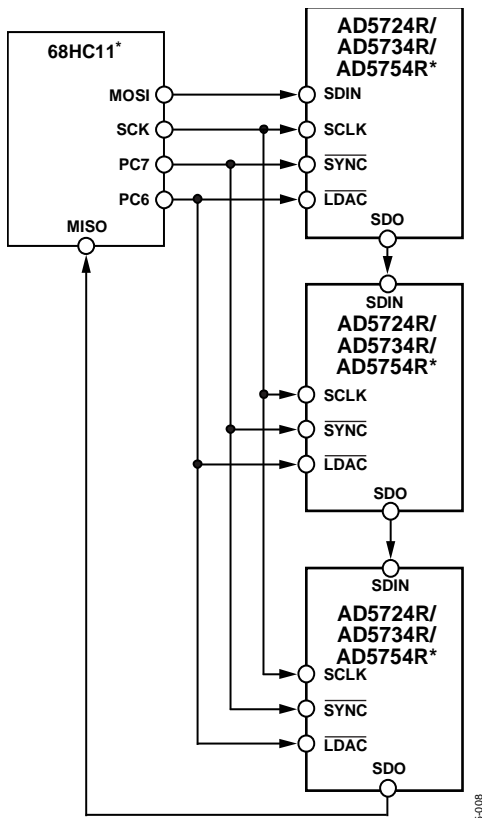 68HC11*
MOSI
SCK
PC7
PC6
MISO
AD5724R/
AD5734R/
AD5754R*
SDIN
SCLK
SYNC
LDAC
SDO
SDIN
AD5724R/
AD5734R/
AD5754R*
SCLK
SYNC
LDAC
SDO
SDIN
AD5724R/
AD5734R/
AD5754R*
SCLK
SYNC
LDAC
SDO